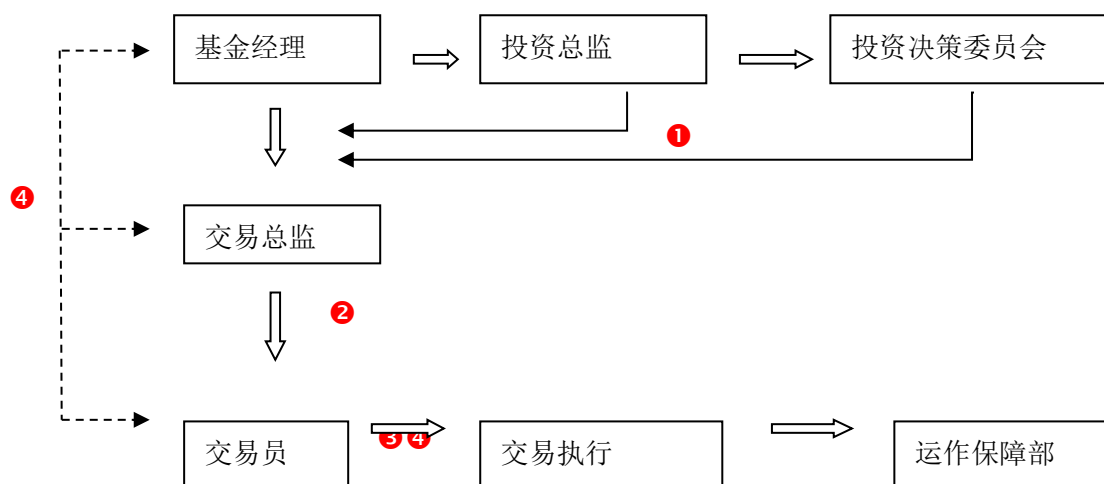 基金经理
投资总监
投资决策委员会
❶
❹
交易总监
❷
❸❹
交易员
交易执行
运作保障部